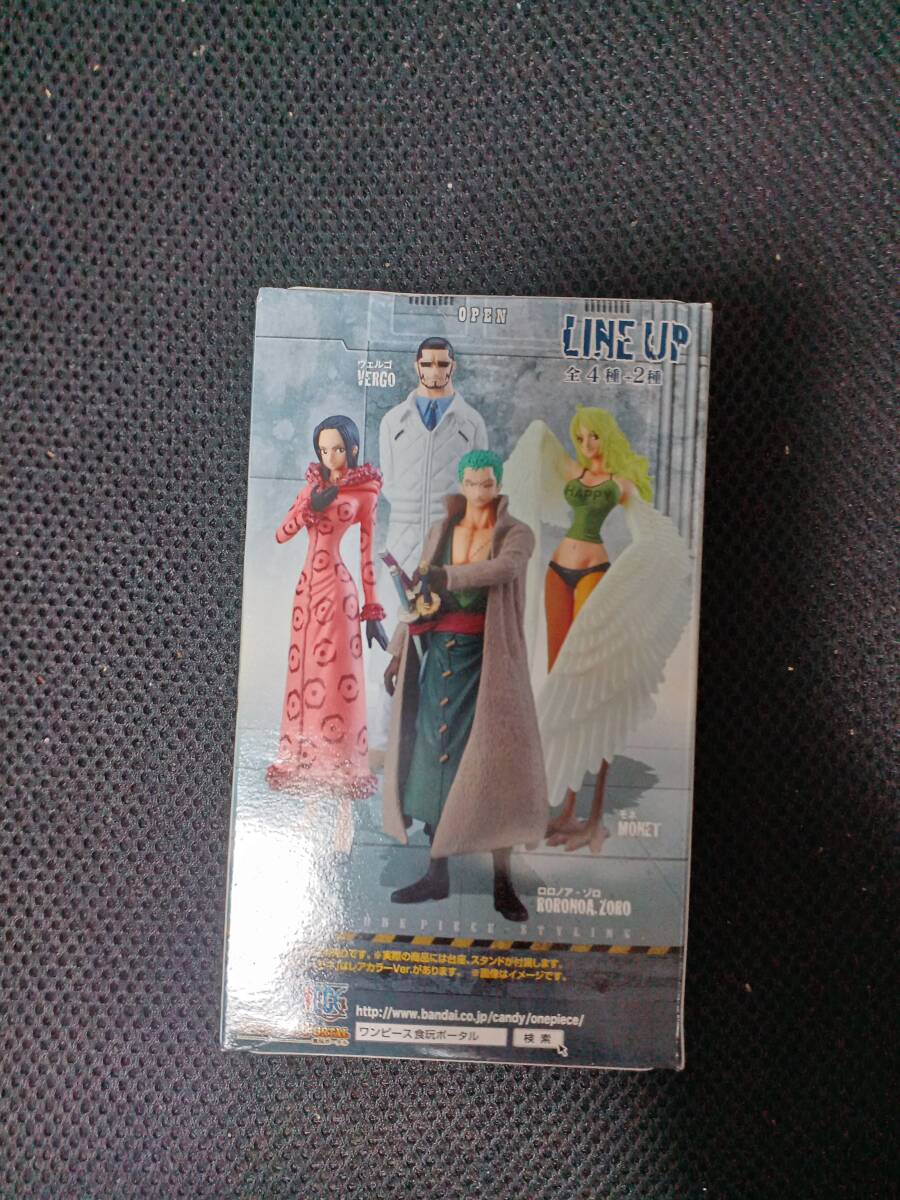 OPEN
LINE UP
全4種+2種
ヴェルゴ
VERGO
HAPPY
モネ
MONET
ロロノア・ゾロ
RORONOA.ZORO
ONE PIECE STYLING
です。※実際の商品には台座、スタンドが付属します。
はレアカラーVer.があります。 ※画像はイメージです。
http://www.bandai.co.jp/candy/onepiece/
ワンピース食玩ポータル 検索